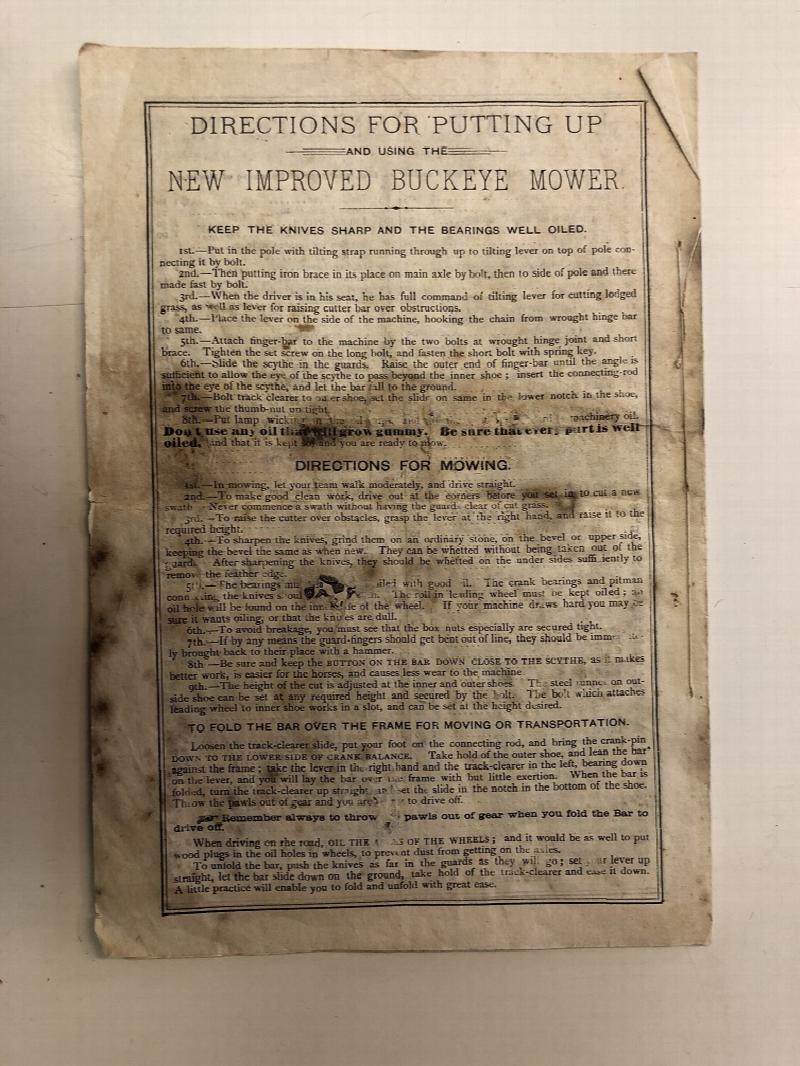 DIRECTIONS FOR PUTTING UP
AND USING THE
NEW IMPROVED BUCKEYE MOWER.
KEEP THE KNIVES SHARP AND THE BEARINGS WELL OILED.
1st.—Put in the pole with tilting strap running through up to tilting lever on top of pole con-
necting it by bolt.
2nd.—Then putting iron brace in its place on main axle by bolt, then to side of pole and there
made fast by bolt.
3rd.—When the driver is in his seat, he has full command of tilting lever for cutting lodged
grass, as well as lever for raising cutter bar over obstructions.
4th.—Place the lever on the side of the machine, hooking the chain from wrought hinge bar
to same.
5th.—Attach finger-bar to the machine by the two bolts at wrought hinge joint and short
brace. Tighten the set screw on the long bolt, and fasten the short bolt with spring key.
6th.—Slide the scythe in the guards. Raise the outer end of finger-bar until the angle is
sufficient to allow the eye of the scythe to pass beyond the inner shoe; insert the connecting-rod
into the eye of the scythe, and let the bar fall to the ground.
7th.—Bolt track clearer to outer shoe, set the slide on same in the lower notch in the shoe,
and screw the thumb-nut up tight.
8th.—Put lamp wicking in the machinery oil.
Don't use any oil that will grow gummy. Be sure that every part is well
oiled, and that it is kept and you are ready to mow.
DIRECTIONS FOR MOWING.
1st.—In mowing, let your team walk moderately, and drive straight.
2nd.—To make good clean work, drive out at the corners before you set in to cut a new
swath. Never commence a swath without having the guards clear of cut grass.
3rd.—To raise the cutter over obstacles, grasp the lever at the right hand, and raise it to the
required height.
4th.—To sharpen the knives, grind them on an ordinary stone, on the bevel or upper side,
keeping the bevel the same as when new. They can be whetted without being taken out of the
guards. After sharpening the knives, they should be whetted on the under sides sufficiently to
remove the feather edge.
5th.—The bearings oiled with good oil. The crank bearings and pitman
connecting the knives The roll in leading wheel must be kept oiled; an
oil hole will be found on the inside of the wheel. If your machine draws hard you may be
sure it wants oiling, or that the knives are dull.
6th.—To avoid breakage, you must see that the box nuts especially are secured tight.
7th.—If by any means the guard-fingers should get bent out of line, they should be immediate-
ly brought back to their place with a hammer.
8th—Be sure and keep the BUTTON ON THE BAR DOWN CLOSE TO THE SCYTHE, as it makes
better work, is easier for the horses, and causes less wear to the machine
9th.—The height of the cut is adjusted at the inner and outer shoes. The steel runner on out-
side shoe can be set at any required height and secured by the bolt. The bolt which attaches
leading wheel to inner shoe works in a slot, and can be set at the height desired.
TO FOLD THE BAR OVER THE FRAME FOR MOVING OR TRANSPORTATION.
Loosen the track-clearer slide, put your foot on the connecting rod, and bring the crank-pin
DOWN TO THE LOWER SIDE OF CRANK BALANCE. Take hold of the outer shoe, and lean the bar
against the frame; take the lever in the right hand and the track-clearer in the left, bearing down
on the lever, and you will lay the bar over the frame with but little exertion. When the bar is
folded, turn the track-clearer up straight and set the slide in the notch in the bottom of the shoe.
Throw the pawls out of gear and you are to drive off.
Remember always to throw pawls out of gear when you fold the Bar to
drive off.
When driving on the road, OIL THE OF THE WHEELS; and it would be as well to put
wood plugs in the oil holes in wheels, to prevent dust from getting on the axles.
To unfold the bar, push the knives as far in the guards as they will go; set your lever up
straight, let the bar slide down on the ground, take hold of the track-clearer and ease it down.
A little practice will enable you to fold and unfold with great ease.